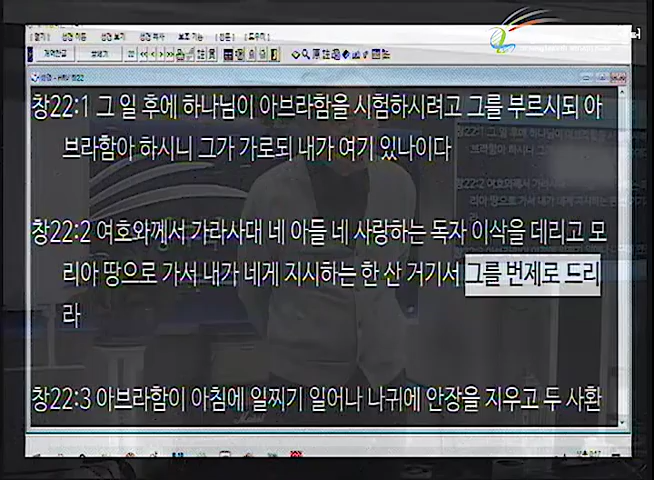 개역한글
창22:1 그 일 후에 하나님이 아브라함을 시험하시려고 그를 부르시되 아
브라함아 하시니 그가 가로되 내가 여기 있나이다
창22:2 여호와께서 가라사대 네 아들 네 사랑하는 독자 이삭을 데리고 모
리아 땅으로 가서 내가 네게 지시하는 한 산 거기서 그를 번제로 드리
라
창22:3 아브라함이 아침에 일찌기 일어나 나귀에 안장을 지우고 두 사환